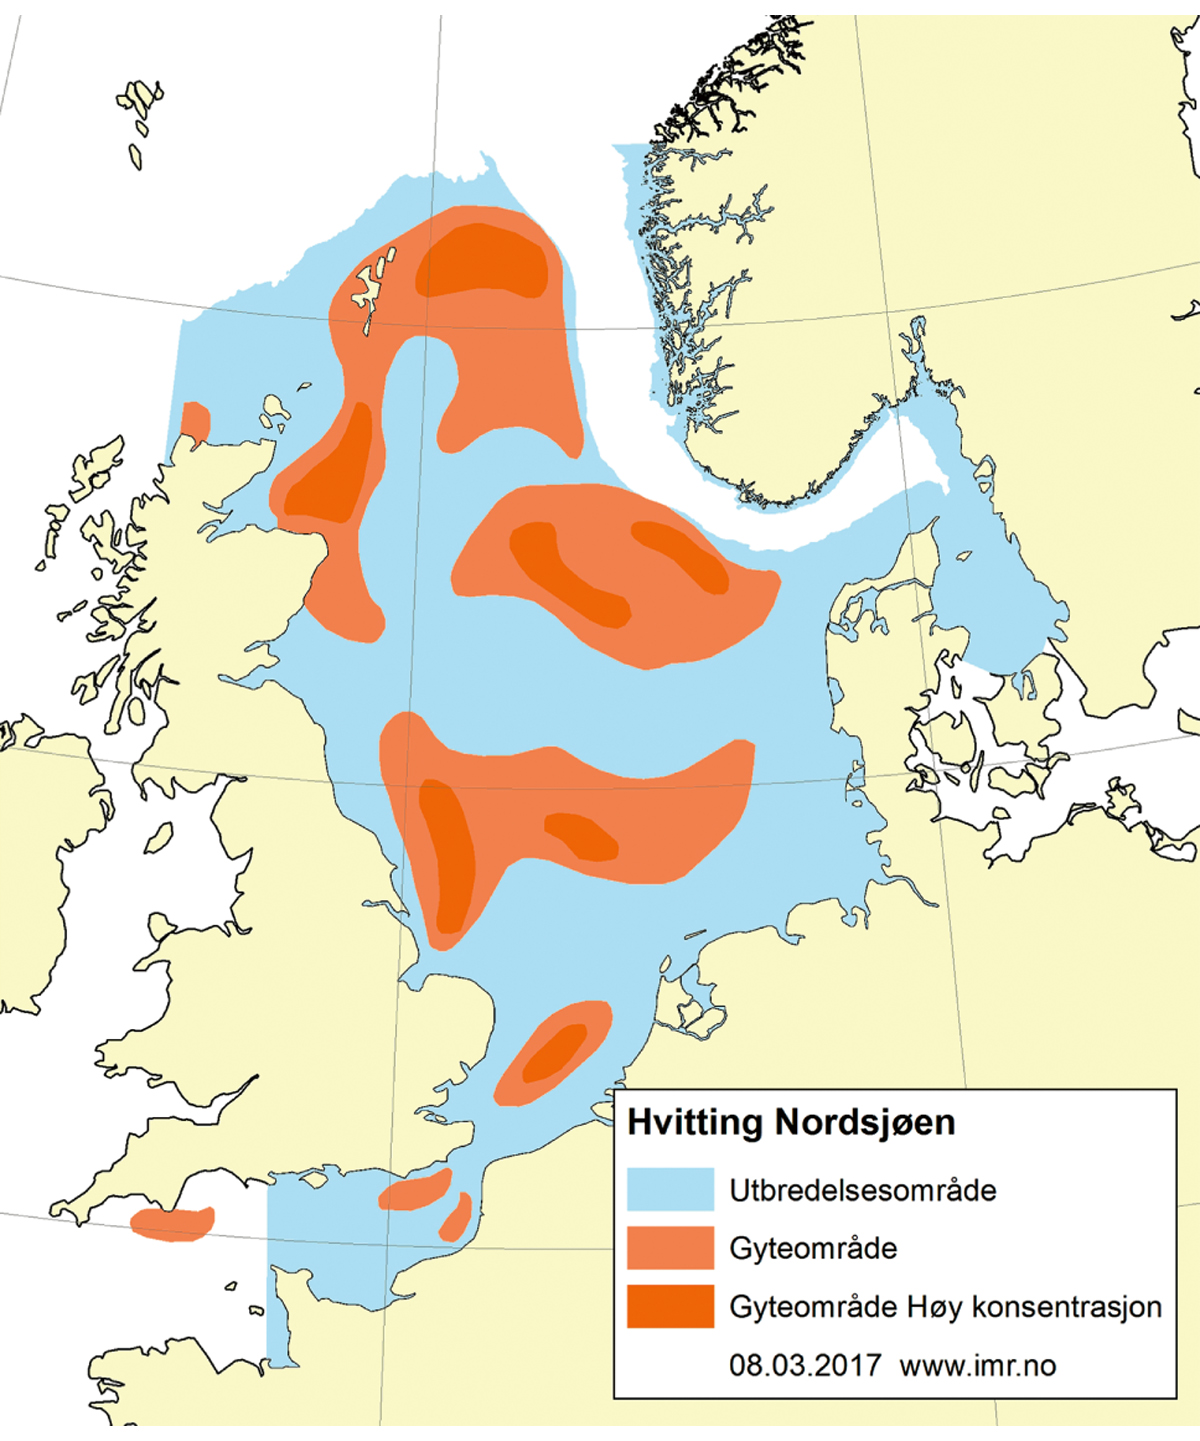 Hvitting Nordsjøen
Utbredelsesområde
Gyteområde
Gyteområde Høy konsentrasjon
08.03.2017 www.imr.no